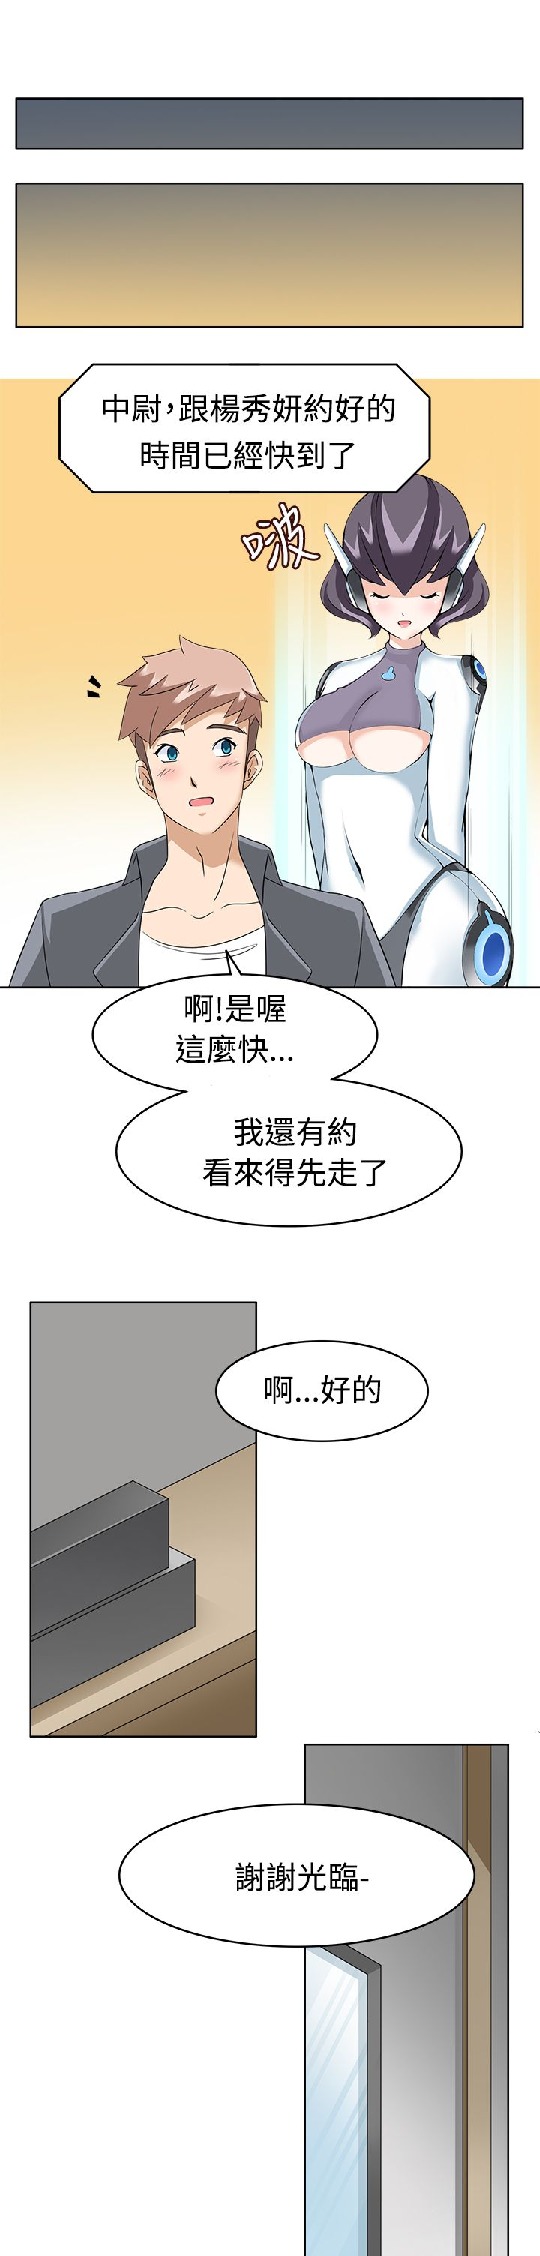 中尉,跟楊秀妍約好的
時間已經快到了
啵
啊!是喔
這麼快...
我還有約
看來得先走了
啊...好的
謝謝光臨-